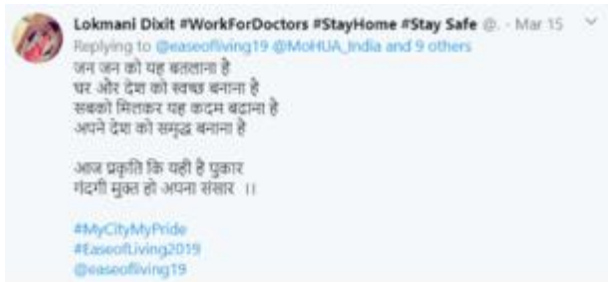 Lokmani Dixit #WorkForDoctors #StayHome #Stay Safe @. · Mar 15
Replying to @easeofliving19 @MoHUA_India and 9 others
जन जन को यह बतलाना है
घर और देश को स्वच्छ बनाना है
सबको मिलकर यह कदम बढ़ाना है
अपने देश को समृद्ध बनाना है
आज प्रकृति कि यही है पुकार
गंदगी मुक्त हो अपना संसार ।।
#MyCityMyPride
#EaseofLiving2019
@easeofliving19